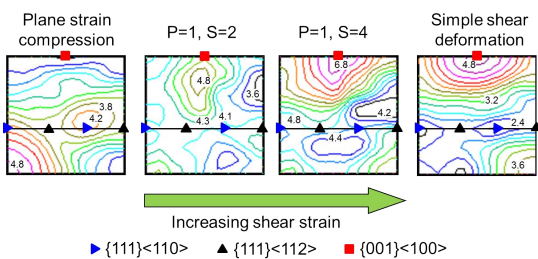 Plane strain
compression
P=1, S=2
P=1, S=4
Simple shear
deformation
3.8
4.2
4.8
4.8
3.6
4.3
4.1
6.8
4.8
4.2
4.4
4.8
3.2
2.4
3.6
Increasing shear strain
{111}<110>
{111}<112>
{001}<100>